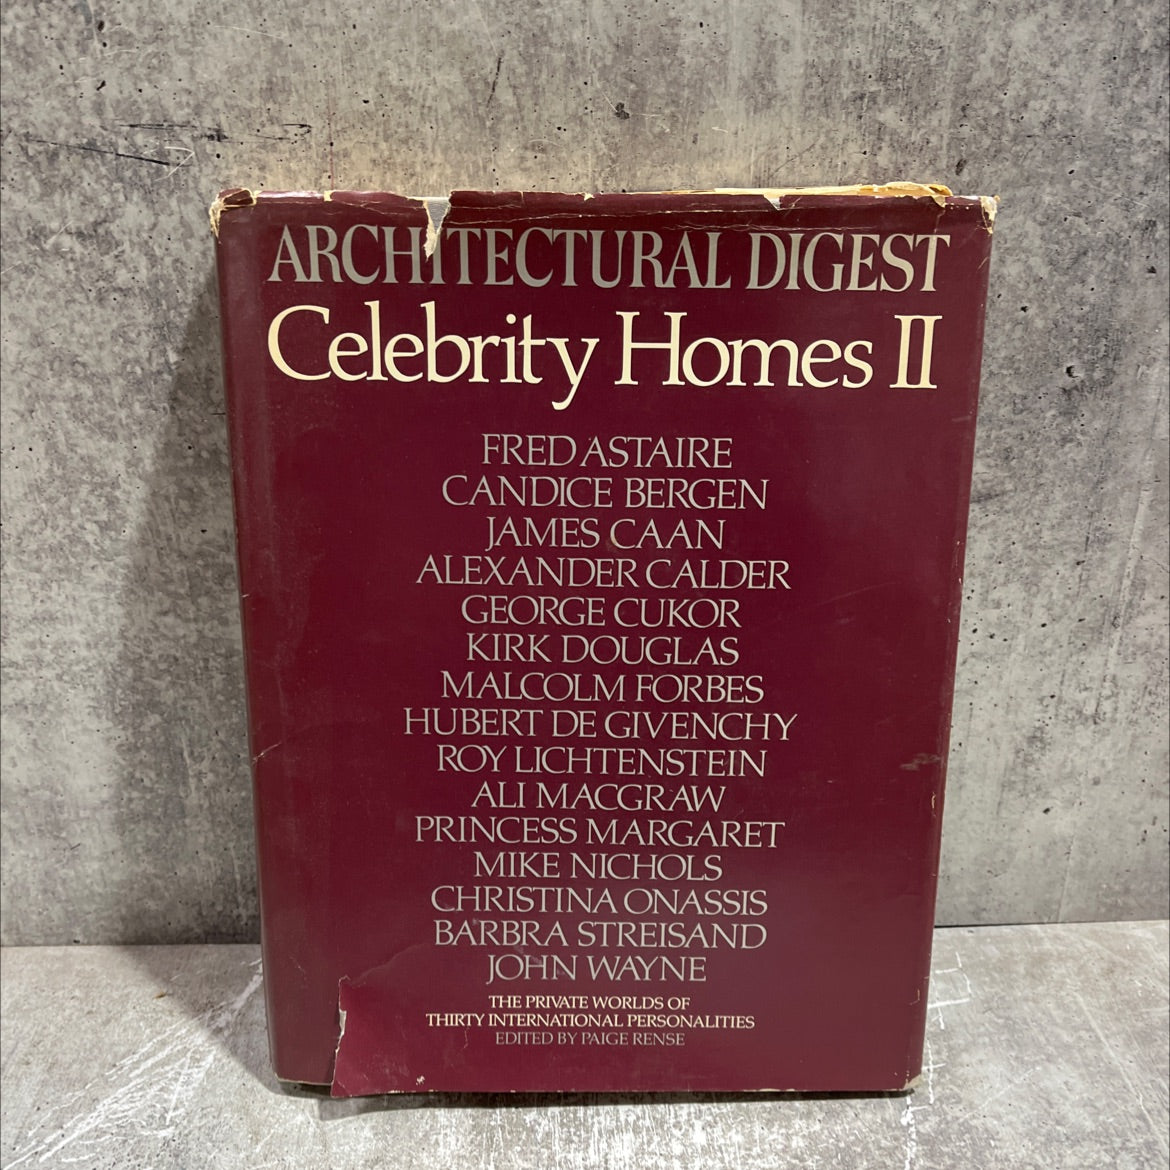 ARCHITECTURAL DIGEST
Celebrity Homes II
FRED ASTAIRE
CANDICE BERGEN
JAMES CAAN
ALEXANDER CALDER
GEORGE CUKOR
KIRK DOUGLAS
MALCOLM FORBES
HUBERT DE GIVENCHY
ROY LICHTENSTEIN
ALI MACGRAW
PRINCESS MARGARET
MIKE NICHOLS
CHRISTINA ONASSIS
BARBRA STREISAND
JOHN WAYNE
THE PRIVATE WORLDS OF
THIRTY INTERNATIONAL PERSONALITIES
EDITED BY PAIGE RENSE